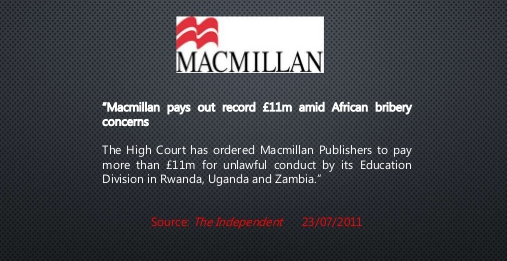 MACMILLAN
“Macmillan pays out record £11m amid African bribery
concerns
The High Court has ordered Macmillan Publishers to pay
more than £11m for unlawful conduct by its Education
Division in Rwanda, Uganda and Zambia.”
Source: The Independent 23/07/2011